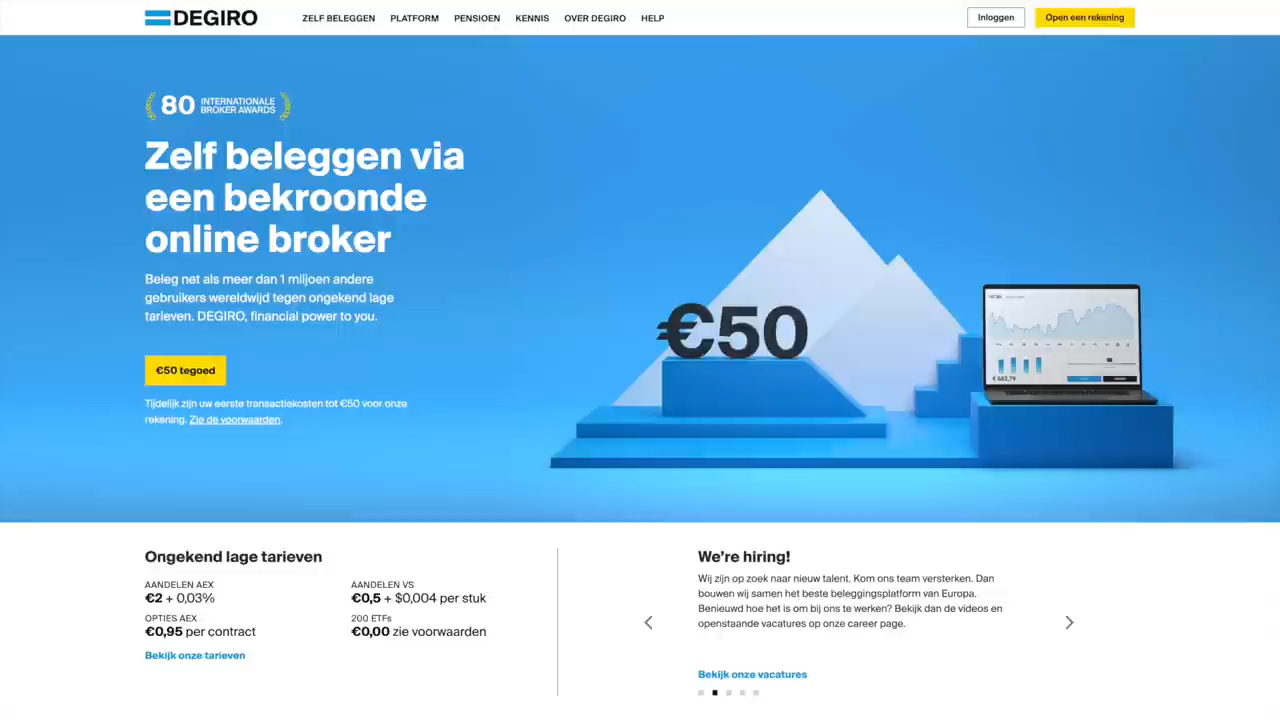 DEGIRO
ZELF BELEGGEN PLATFORM PENSIOEN KENNIS OVER DEGIRO HELP
Inloggen
Open een rekening
80 INTERNATIONALE
BROKER AWARDS
Zelf beleggen via
een bekroonde
online broker
Beleg net als meer dan 1 miljoen andere
gebruikers wereldwijd tegen ongekend lage
tarieven. DEGIRO, financial power to you.
€50 tegoed
Tijdelijk zijn uw eerste transactiekosten tot €50 voor onze
rekening. Zie de voorwaarden.
€50
€ 682,79
Ongekend lage tarieven
AANDELEN AEX
€2 + 0,03%
OPTIES AEX
€0,95 per contract
AANDELEN VS
€0,5 + $0,004 per stuk
200 ETFs
€0,00 zie voorwaarden
Bekijk onze tarieven
We're hiring!
Wij zijn op zoek naar nieuw talent. Kom ons team versterken. Dan
bouwen wij samen het beste beleggingsplatform van Europa.
Benieuwd hoe het is om bij ons te werken? Bekijk dan de videos en
openstaande vacatures op onze career page.
Bekijk onze vacatures